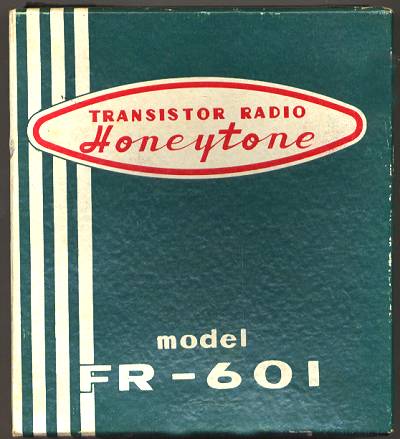 TRANSISTOR RADIO
Honeytone
model
FR-601